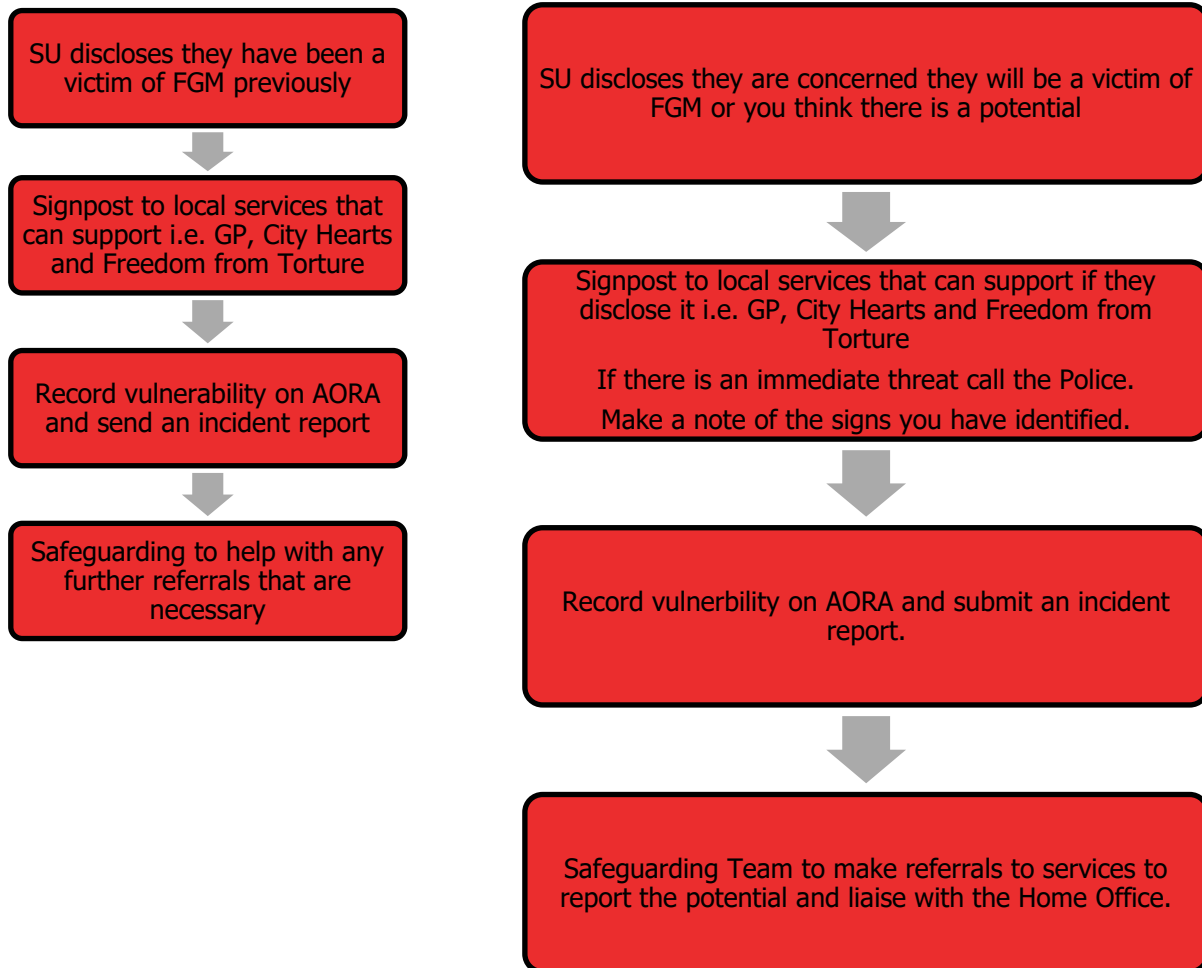 SU discloses they have been a
victim of FGM previously
Signpost to local services that
can support i.e. GP, City Hearts
and Freedom from Torture
Record vulnerability on AORA
and send an incident report
Safeguarding to help with any
further referrals that are
necessary
SU discloses they are concerned they will be a victim of
FGM or you think there is a potential
Signpost to local services that can support if they
disclose it i.e. GP, City Hearts and Freedom from
Torture
If there is an immediate threat call the Police.
Make a note of the signs you have identified.
Record vulnerbility on AORA and submit an incident
report.
Safeguarding Team to make referrals to services to
report the potential and liaise with the Home Office.